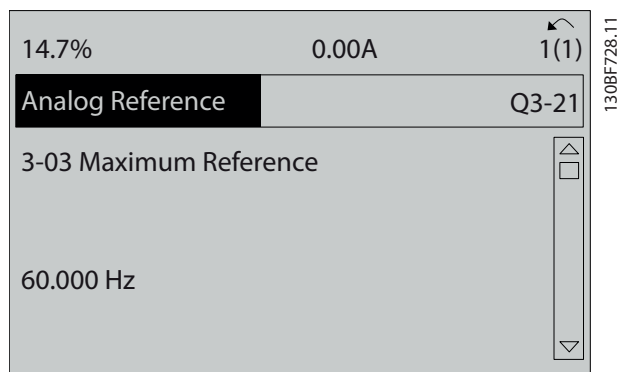 14.7% 0.00A 1(1)
Analog Reference Q3-21
3-03 Maximum Reference
60.000 Hz
130BF728.11